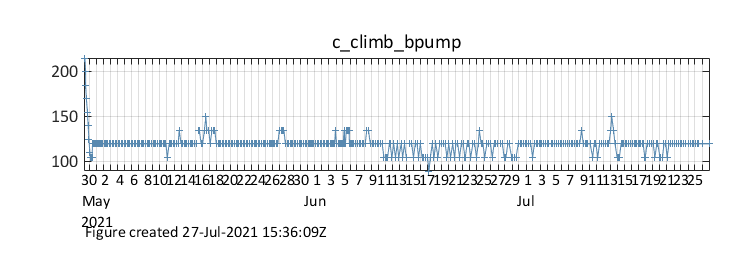 c_climb_bpump
200
150
100
30 2 4 6 8 10 12 14 16 18 20 22 24 26 28 30 1 3 5 7 9 11 13 15 17 19 21 23 25 27 29 1 3 5 7 9 11 13 15 17 19 21 23 25
May Jun Jul
2021
Figure created 27-Jul-2021 15:36:09Z